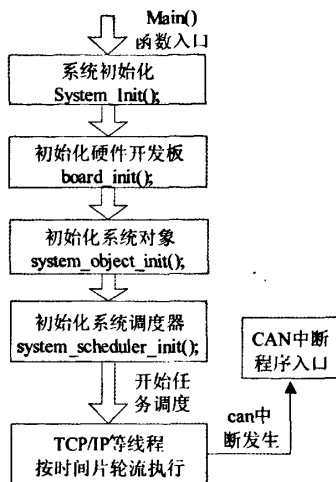 Main()
函数入口
系统初始化
System_Init();
初始化硬件开发板
board_init();
初始化系统对象
system_object_init();
初始化系统调度器
system_scheduler_init();
开始任
务调度
CAN中断
程序入口
can中
断发生
TCP/IP等线程
按时间片轮流执行